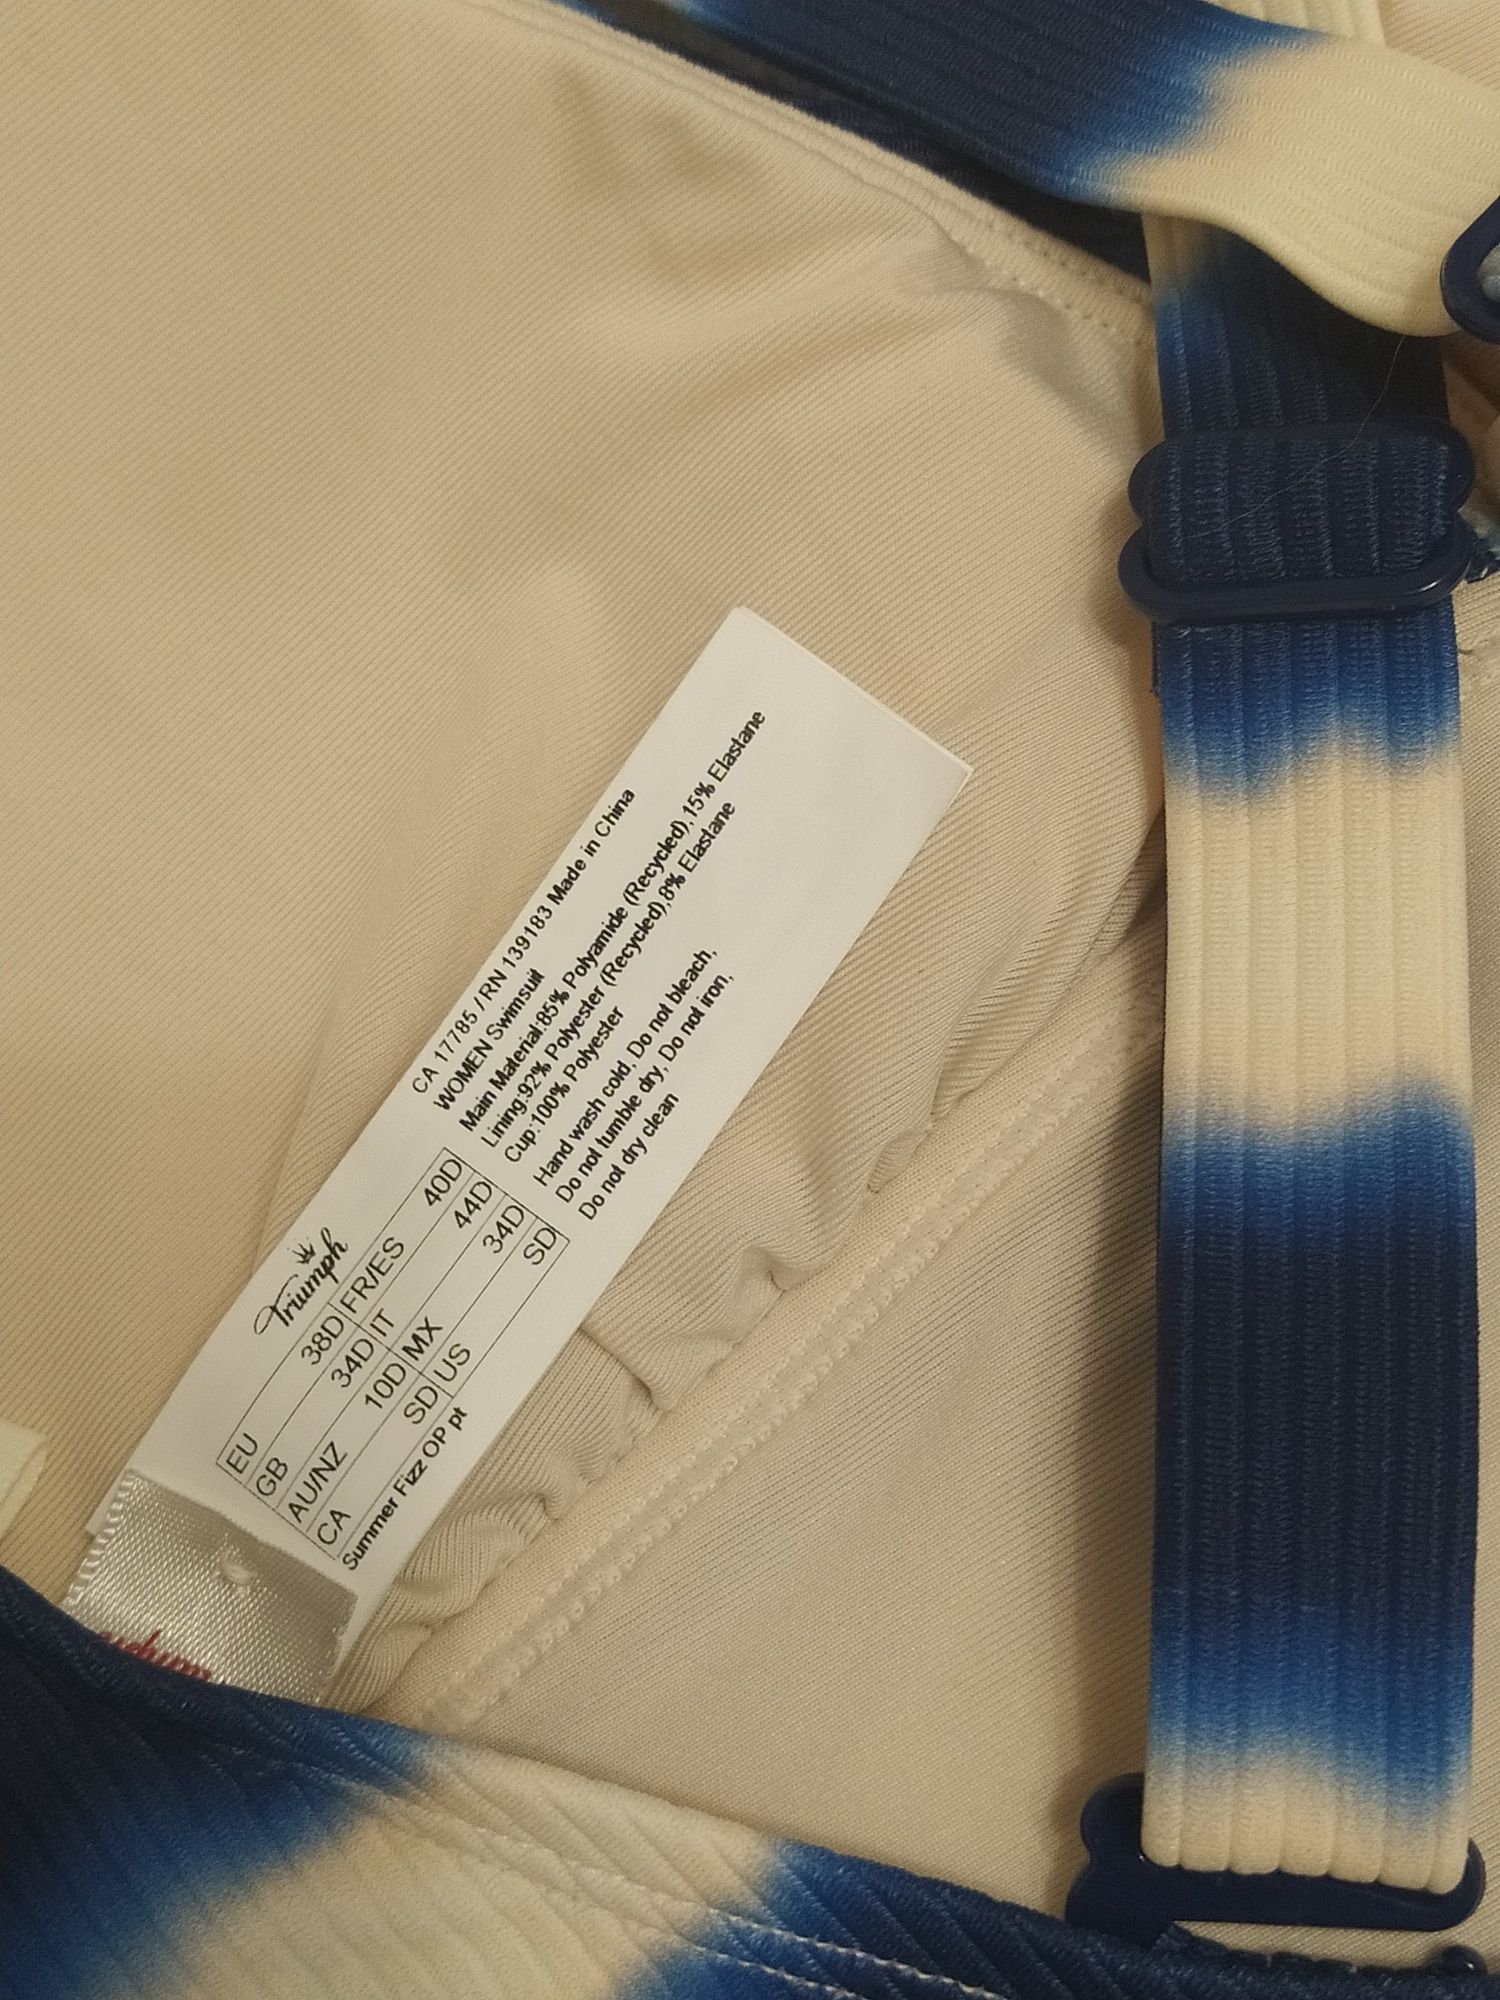 Triumph
EU 38D FR/ES 40D
GB 34D IT 44D
AU/NZ 10D MX 34D
CA SD US SD
Summer Fizz OP pt
CA 17785 / RN 139183 Made in China
WOMEN Swimsuit
Main Material:85% Polyamide (Recycled),15% Elastane
Lining:92% Polyester (Recycled),8% Elastane
Cup:100% Polyester
Hand wash cold, Do not bleach,
Do not tumble dry, Do not iron,
Do not dry clean